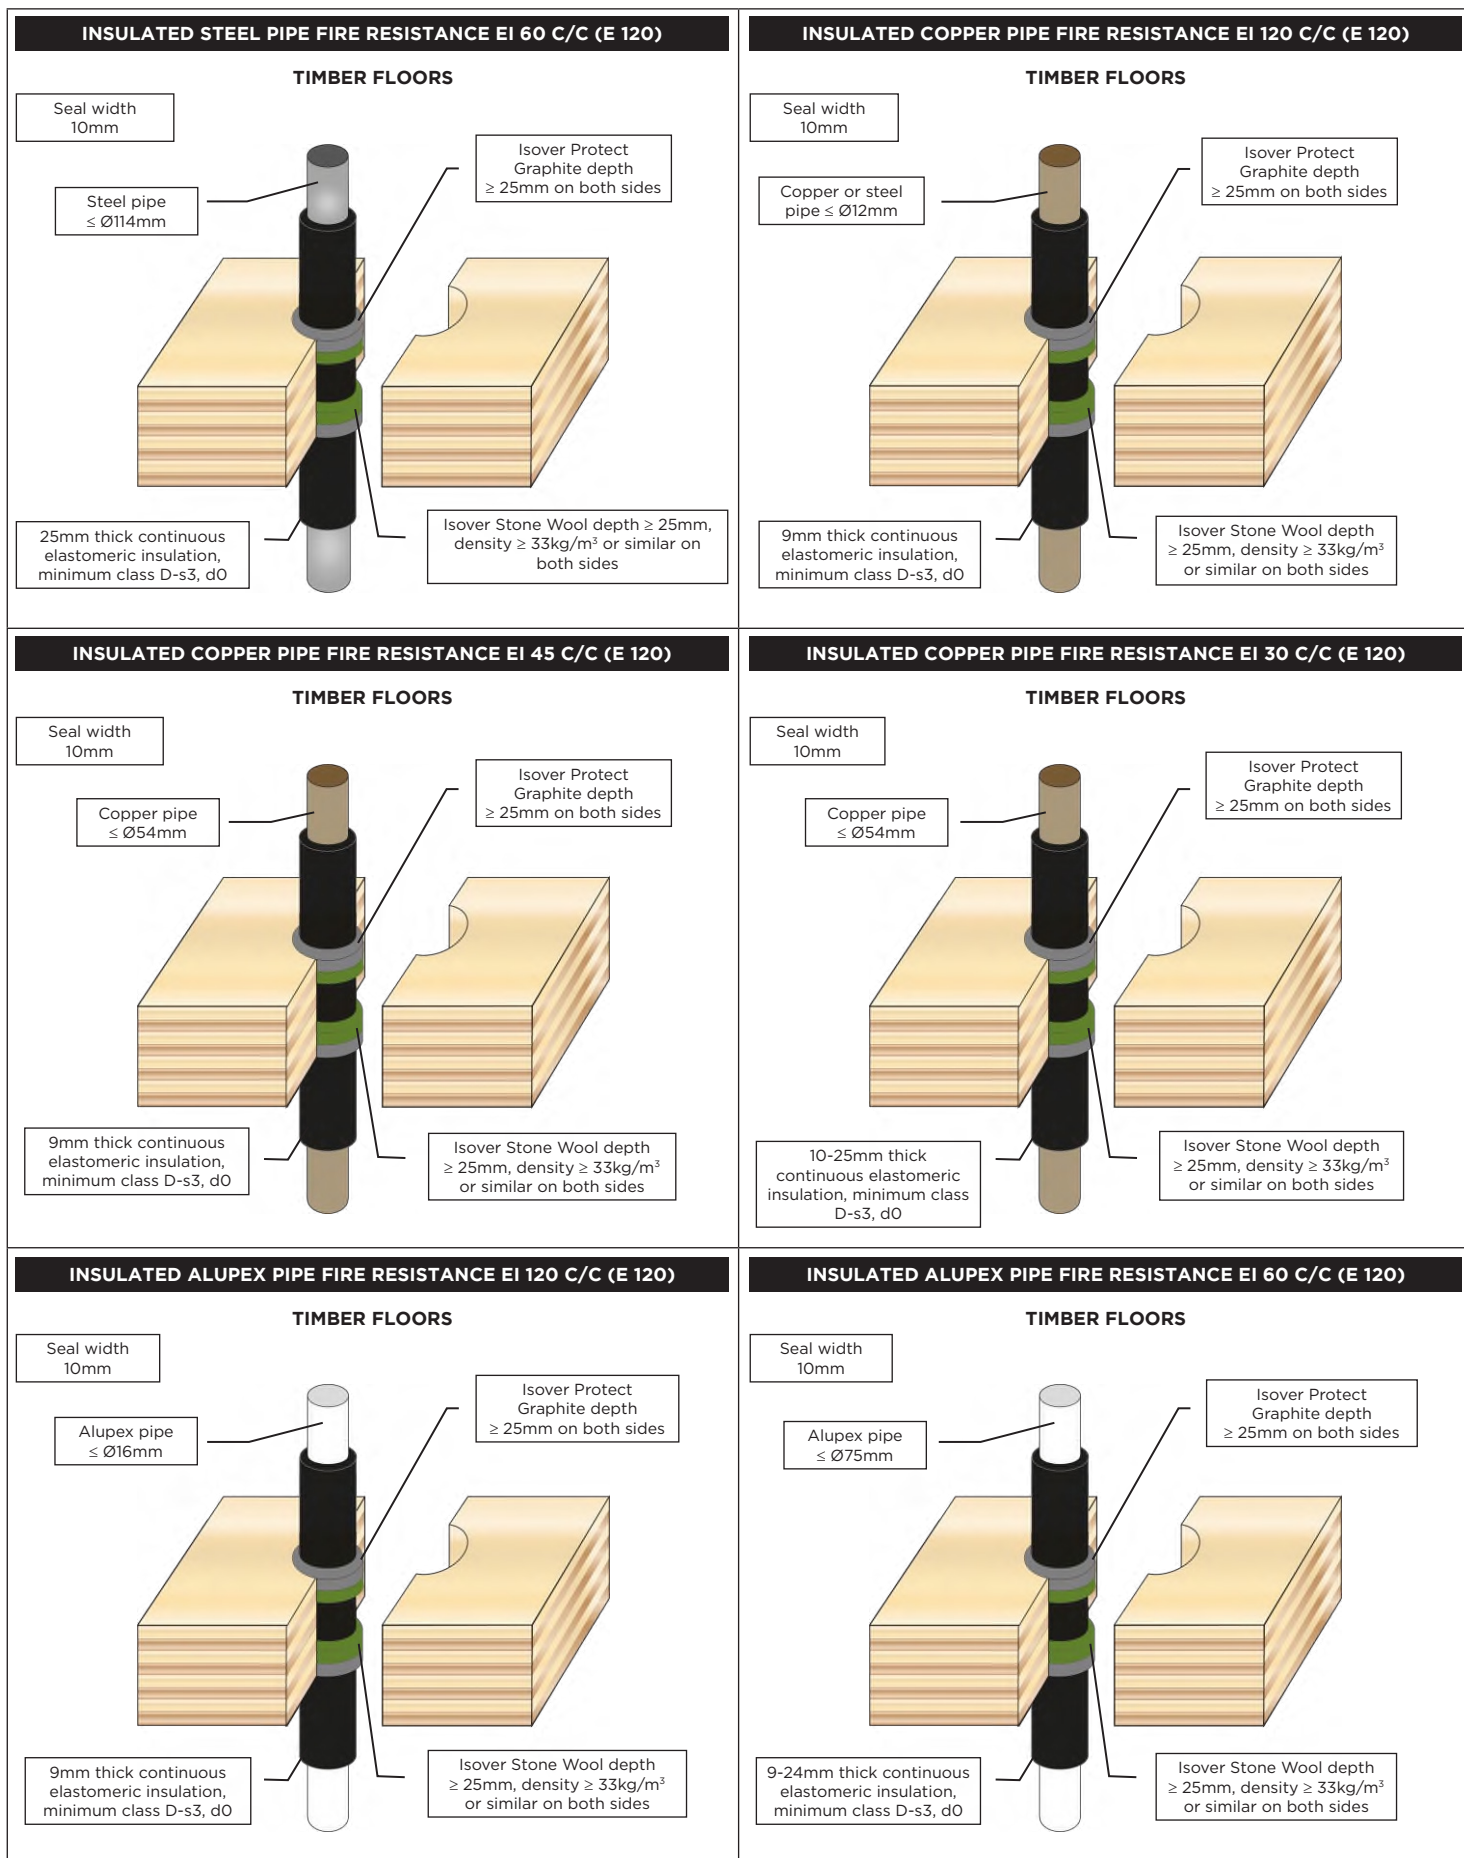 INSULATED STEEL PIPE FIRE RESISTANCE EI 60 C/C (E 120)
TIMBER FLOORS
Seal width
10mm
Isover Protect
Graphite depth
≥ 25mm on both sides
Steel pipe
≤ Ø114mm
25mm thick continuous
elastomeric insulation,
minimum class D-s3, d0
Isover Stone Wool depth ≥ 25mm,
density ≥ 33kg/m³ or similar on
both sides
INSULATED COPPER PIPE FIRE RESISTANCE EI 120 C/C (E 120)
TIMBER FLOORS
Seal width
10mm
Isover Protect
Graphite depth
≥ 25mm on both sides
Copper or steel
pipe ≤ Ø12mm
9mm thick continuous
elastomeric insulation,
minimum class D-s3, d0
Isover Stone Wool depth
≥ 25mm, density ≥ 33kg/m³
or similar on both sides
INSULATED COPPER PIPE FIRE RESISTANCE EI 45 C/C (E 120)
TIMBER FLOORS
Seal width
10mm
Isover Protect
Graphite depth
≥ 25mm on both sides
Copper pipe
≤ Ø54mm
9mm thick continuous
elastomeric insulation,
minimum class D-s3, d0
Isover Stone Wool depth
≥ 25mm, density ≥ 33kg/m³
or similar on both sides
INSULATED COPPER PIPE FIRE RESISTANCE EI 30 C/C (E 120)
TIMBER FLOORS
Seal width
10mm
Isover Protect
Graphite depth
≥ 25mm on both sides
Copper pipe
≤ Ø54mm
10-25mm thick
continuous elastomeric
insulation, minimum class
D-s3, d0
Isover Stone Wool depth
≥ 25mm, density ≥ 33kg/m³
or similar on both sides
INSULATED ALUPEX PIPE FIRE RESISTANCE EI 120 C/C (E 120)
TIMBER FLOORS
Seal width
10mm
Isover Protect
Graphite depth
≥ 25mm on both sides
Alupex pipe
≤ Ø16mm
9mm thick continuous
elastomeric insulation,
minimum class D-s3, d0
Isover Stone Wool depth
≥ 25mm, density ≥ 33kg/m³
or similar on both sides
INSULATED ALUPEX PIPE FIRE RESISTANCE EI 60 C/C (E 120)
TIMBER FLOORS
Seal width
10mm
Isover Protect
Graphite depth
≥ 25mm on both sides
Alupex pipe
≤ Ø75mm
9-24mm thick continuous
elastomeric insulation,
minimum class D-s3, d0
Isover Stone Wool depth
≥ 25mm, density ≥ 33kg/m³
or similar on both sides